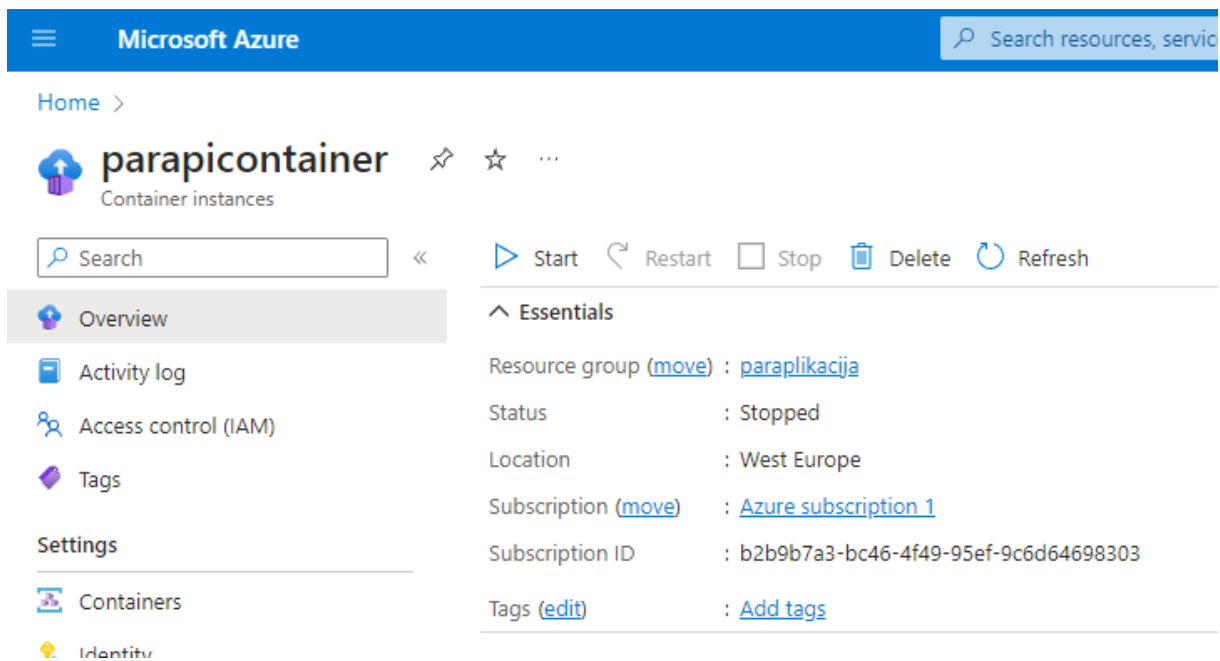 Microsoft Azure
Search resources, servic
Home >
parapicontainer
Container instances
Search
«
Start Restart Stop Delete Refresh
Overview
Essentials
Activity log
Resource group (move) : paraplikacija
Access control (IAM)
Status : Stopped
Tags
Location : West Europe
Settings
Subscription (move) : Azure subscription 1
Containers
Subscription ID : b2b9b7a3-bc46-4f49-95ef-9c6d64698303
Identity
Tags (edit) : Add tags